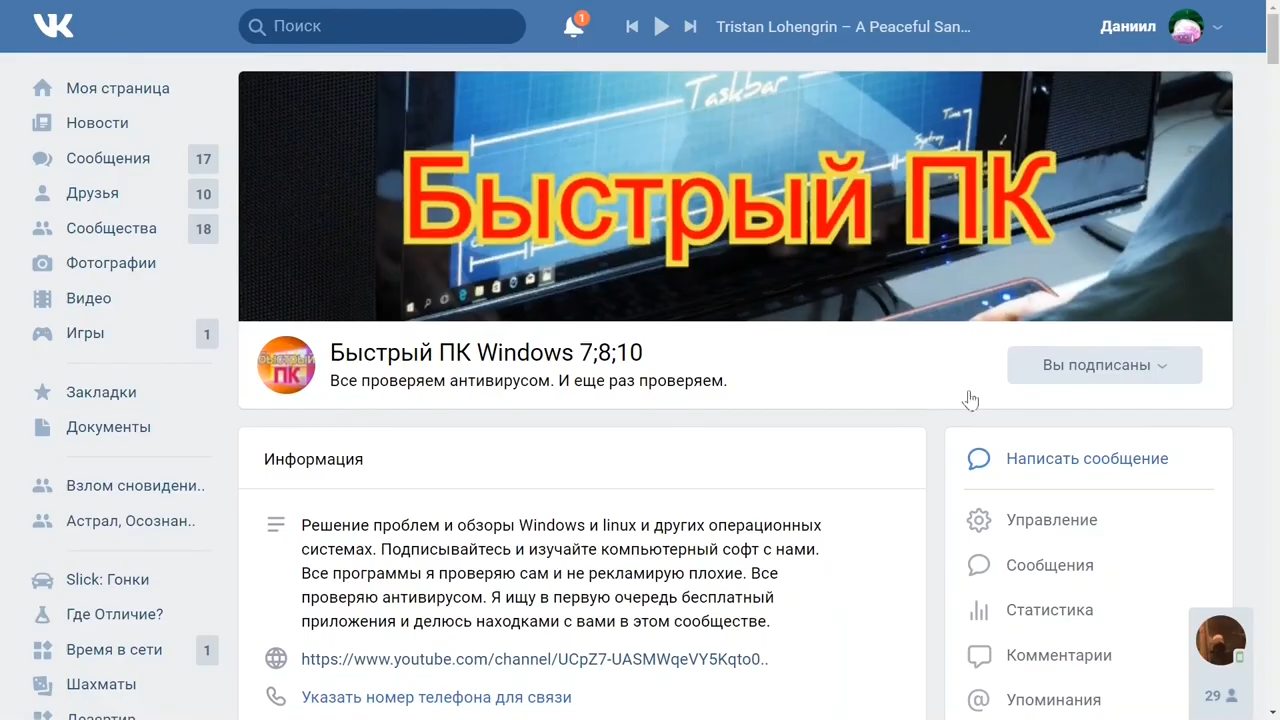 Поиск
1
Tristan Lohengrin – A Peaceful San...
Даниил
Моя страница
Новости
Сообщения 17
Друзья 10
Сообщества 18
Фотографии
Видео
Игры 1
Закладки
Документы
Взлом сновидени..
Астрал, Осознан..
Slick: Гонки
Где Отличие?
Время в сети 1
Шахматы
Дезертир
Taskbar
Time
Быстрый ПК
Быстрый ПК
Быстрый ПК Windows 7;8;10
Все проверяем антивирусом. И еще раз проверяем.
Вы подписаны
Информация
Решение проблем и обзоры Windows и linux и других операционных
системах. Подписывайтесь и изучайте компьютерный софт с нами.
Все программы я проверяю сам и не рекламирую плохие. Все
проверяю антивирусом. Я ищу в первую очередь бесплатный
приложения и делюсь находками с вами в этом сообществе.
https://www.youtube.com/channel/UCpZ7-UASMWqeVY5Kqto0..
Указать номер телефона для связи
Написать сообщение
Управление
Сообщения
Статистика
Комментарии
Упоминания
29